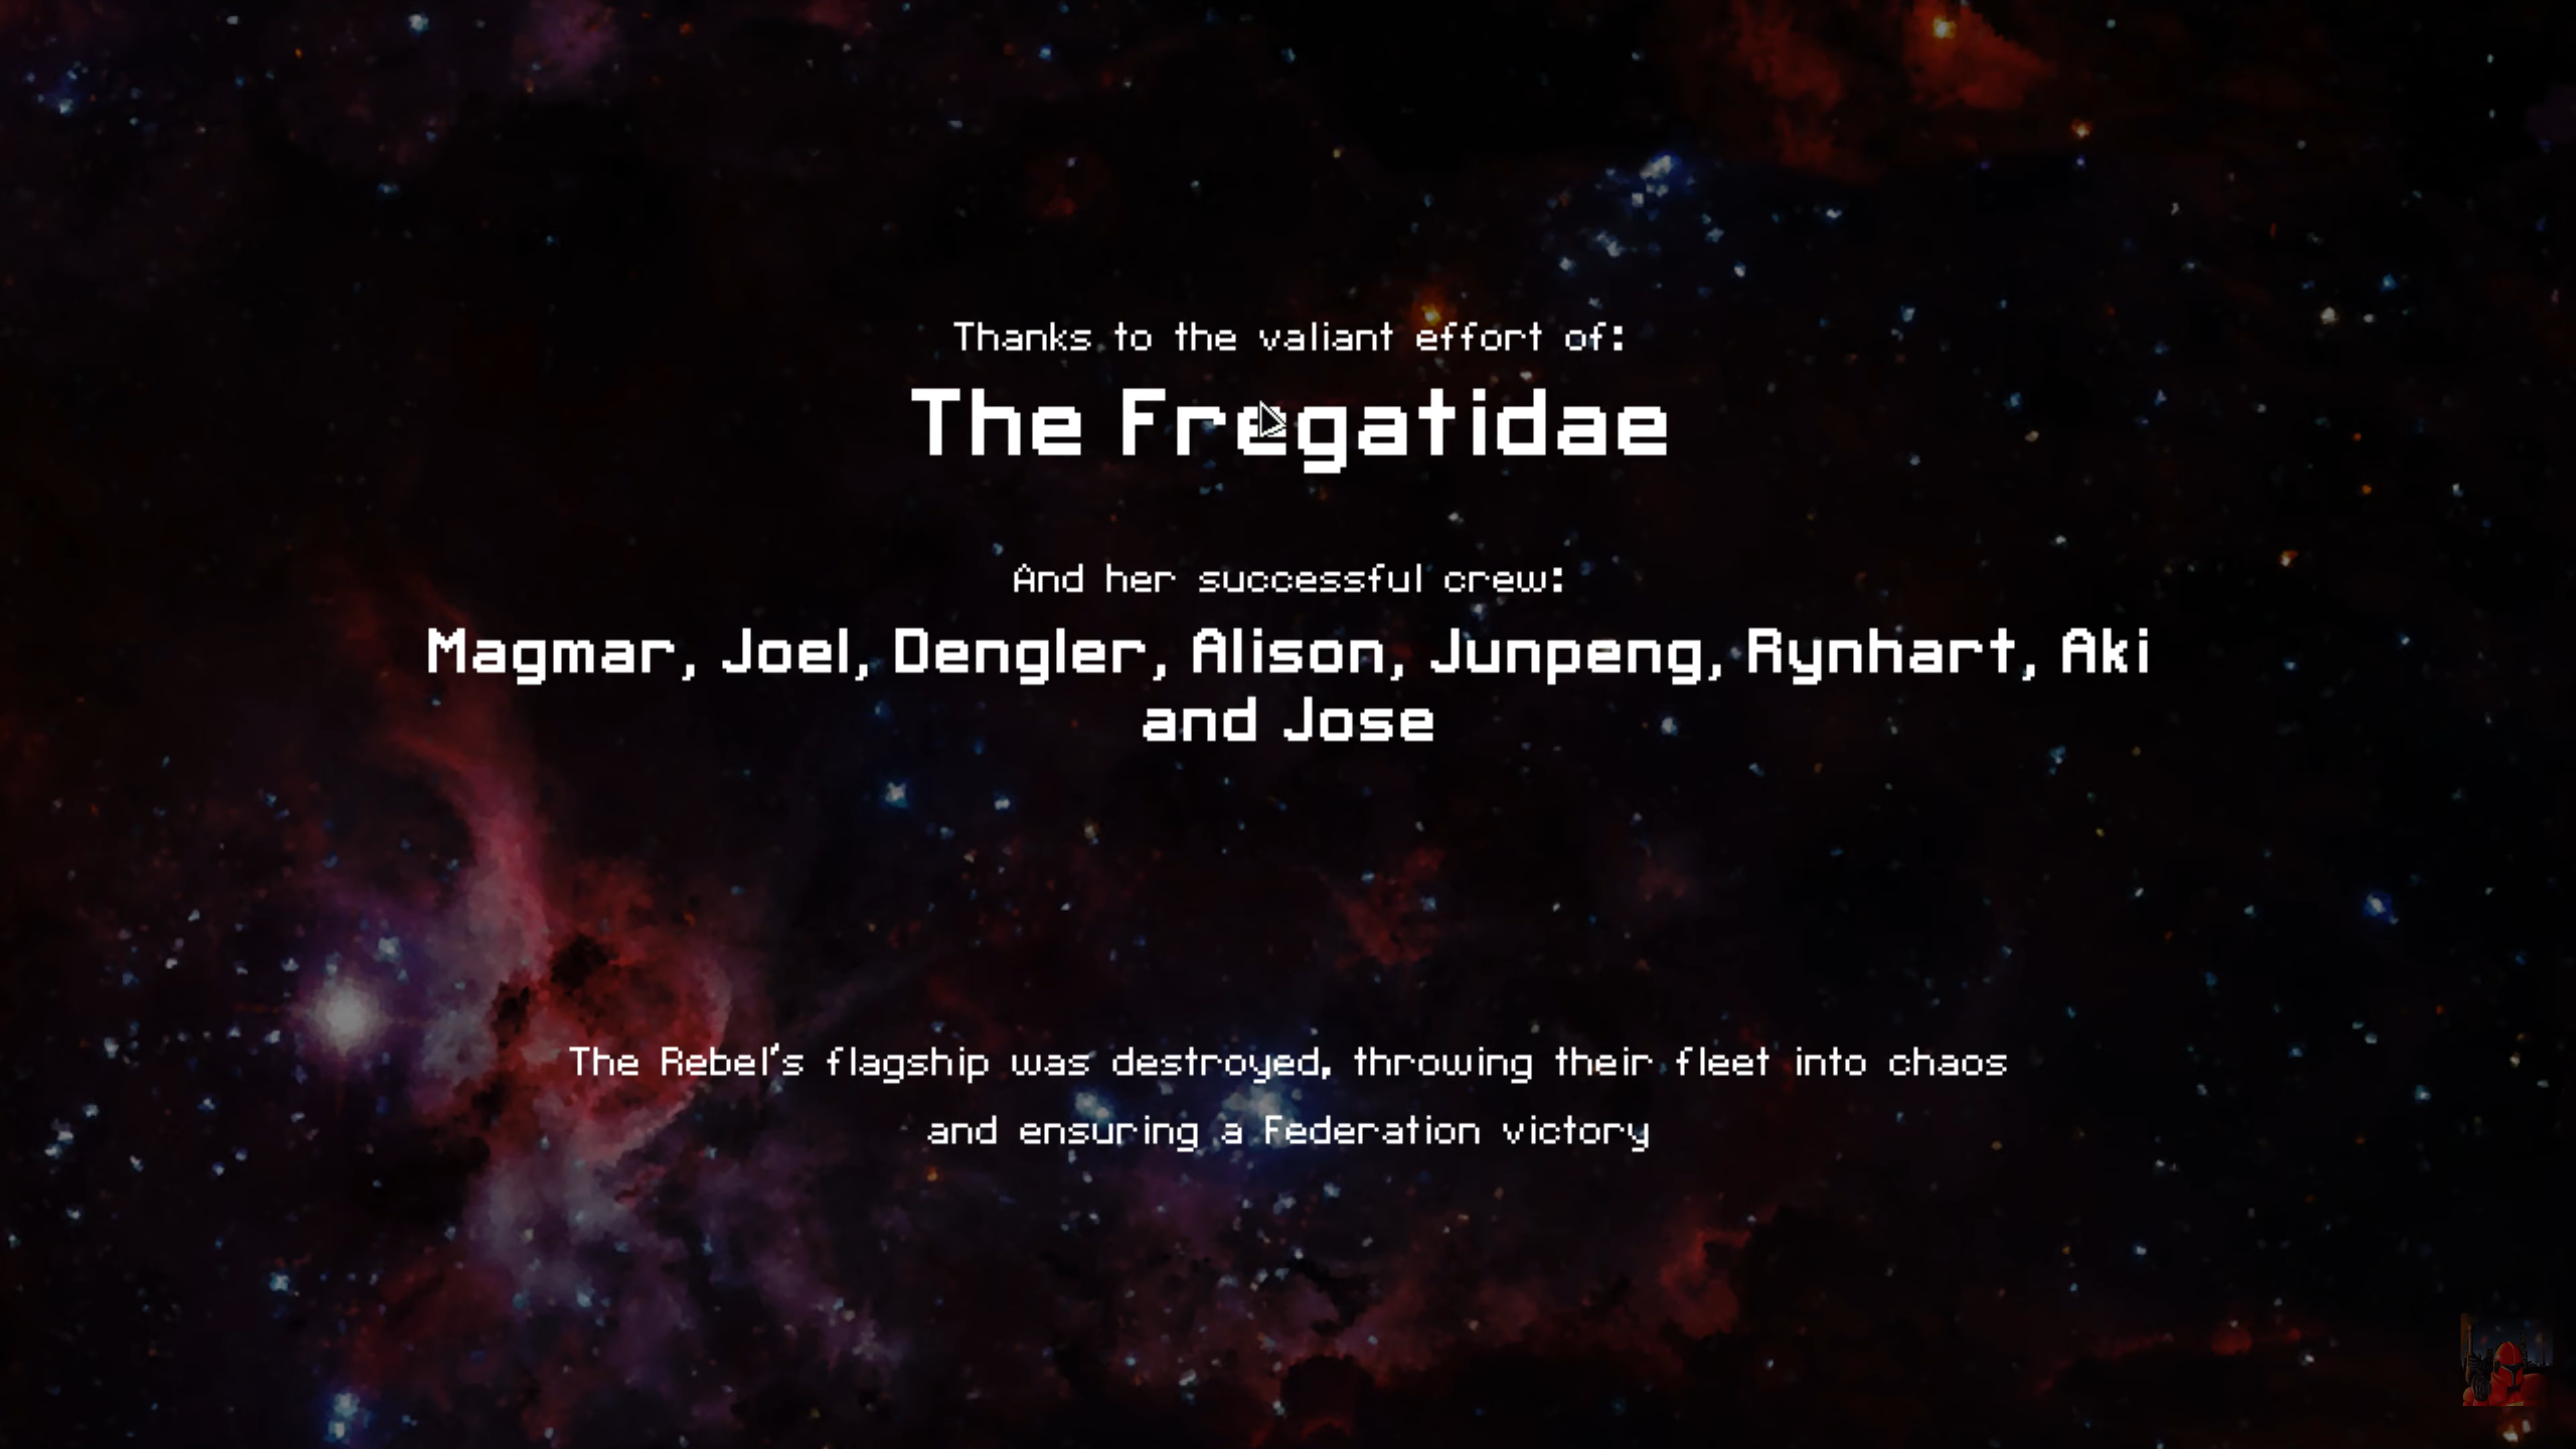 Thanks to the valiant effort of:
The Fregatidae
And her successful crew:
Magmar, Joel, Dengler, Alison, Junpeng, Rynhart, Aki
and Jose
The Rebel's flagship was destroyed, throwing their fleet into chaos
and ensuring a Federation victory